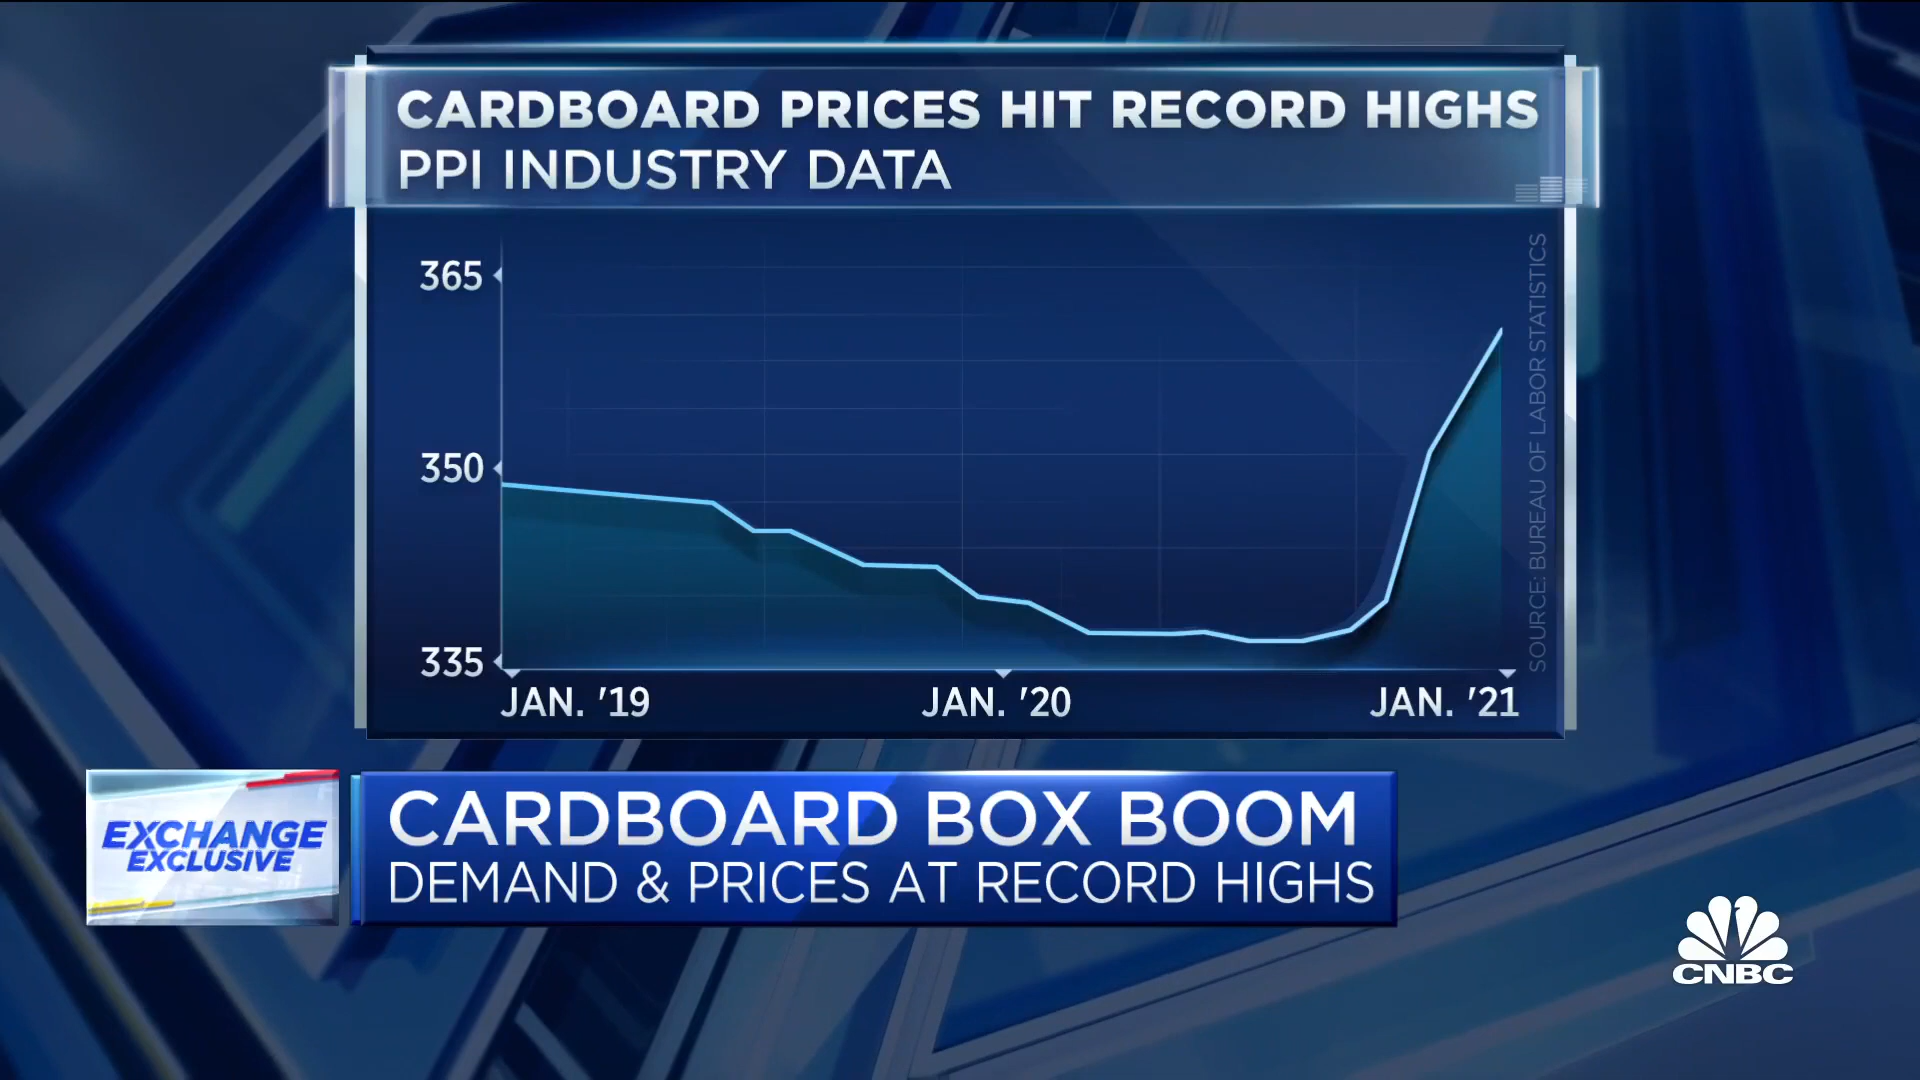 CARDBOARD PRICES HIT RECORD HIGHS
PPI INDUSTRY DATA
365
350
335
JAN. '19
JAN. '20
JAN. '21
SOURCE: BUREAU OF LABOR STATISTICS
EXCHANGE
EXCLUSIVE
CARDBOARD BOX BOOM
DEMAND & PRICES AT RECORD HIGHS
CNBC